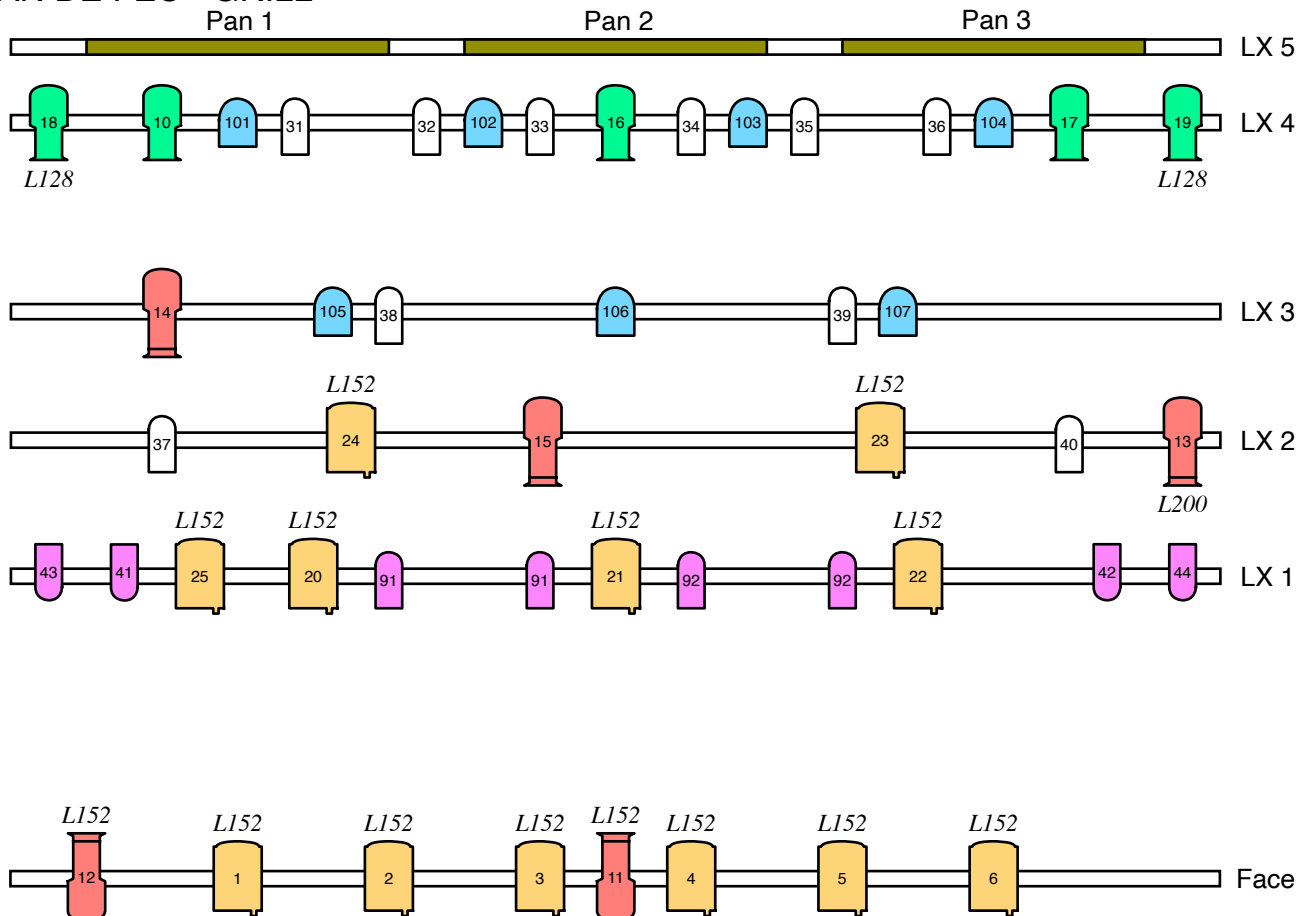 Pan 1 Pan 2 Pan 3
LX 5
18 10 101 31 32 102 33 16 34 103 35 36 104 17 19 LX 4
L128 L128
14 105 38 106 39 107 LX 3
L152 L152
37 24 15 23 40 13 LX 2
L200
L152 L152 L152 L152
43 41 25 20 91 91 21 92 92 22 42 44 LX 1
L152 L152 L152 L152 L152 L152 L152 L152
12 1 2 3 11 4 5 6 Face